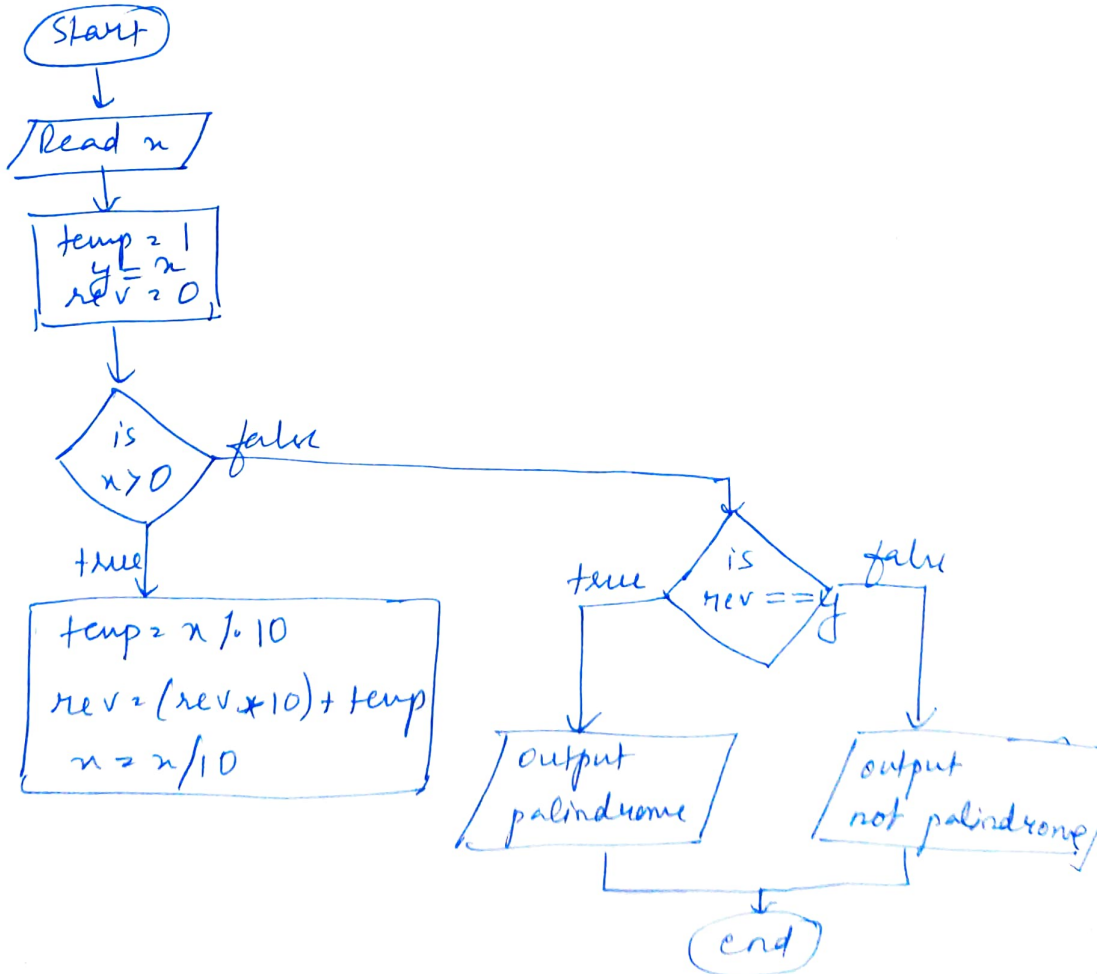 Start
Read x
temp = 1
y = x
rev = 0
is
x > 0
false
true
temp = x % 10
rev = (rev * 10) + temp
x = x/10
is
rev == y
true
false
output
palindrome
output
not palindrome
end